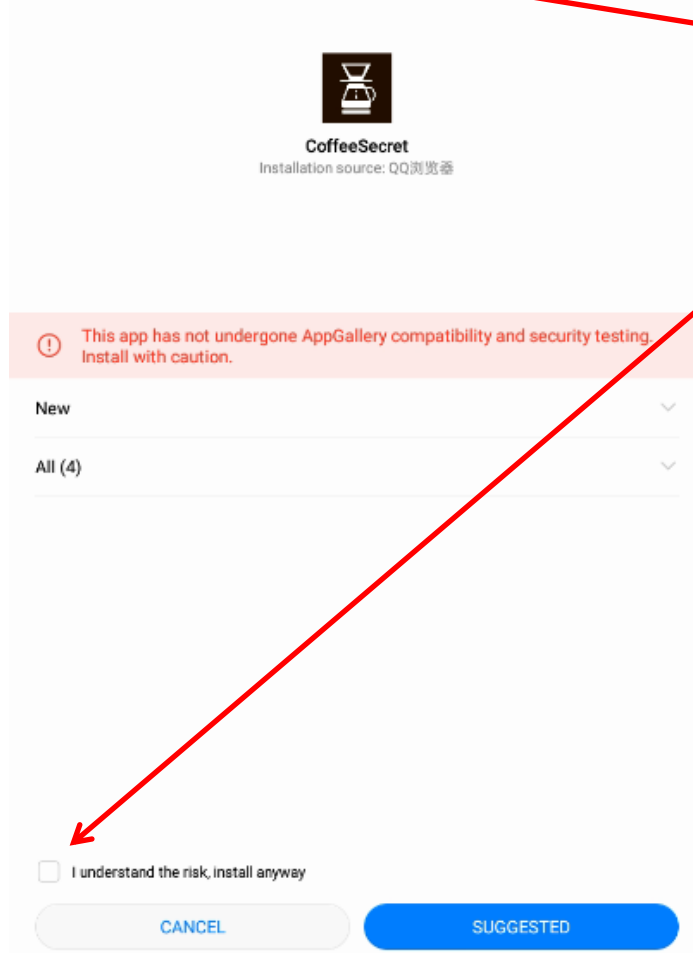 CoffeeSecret
Installation source: QQ浏览器
This app has not undergone AppGallery compatibility and security testing.
Install with caution.
New
All (4)
I understand the risk, install anyway
CANCEL
SUGGESTED